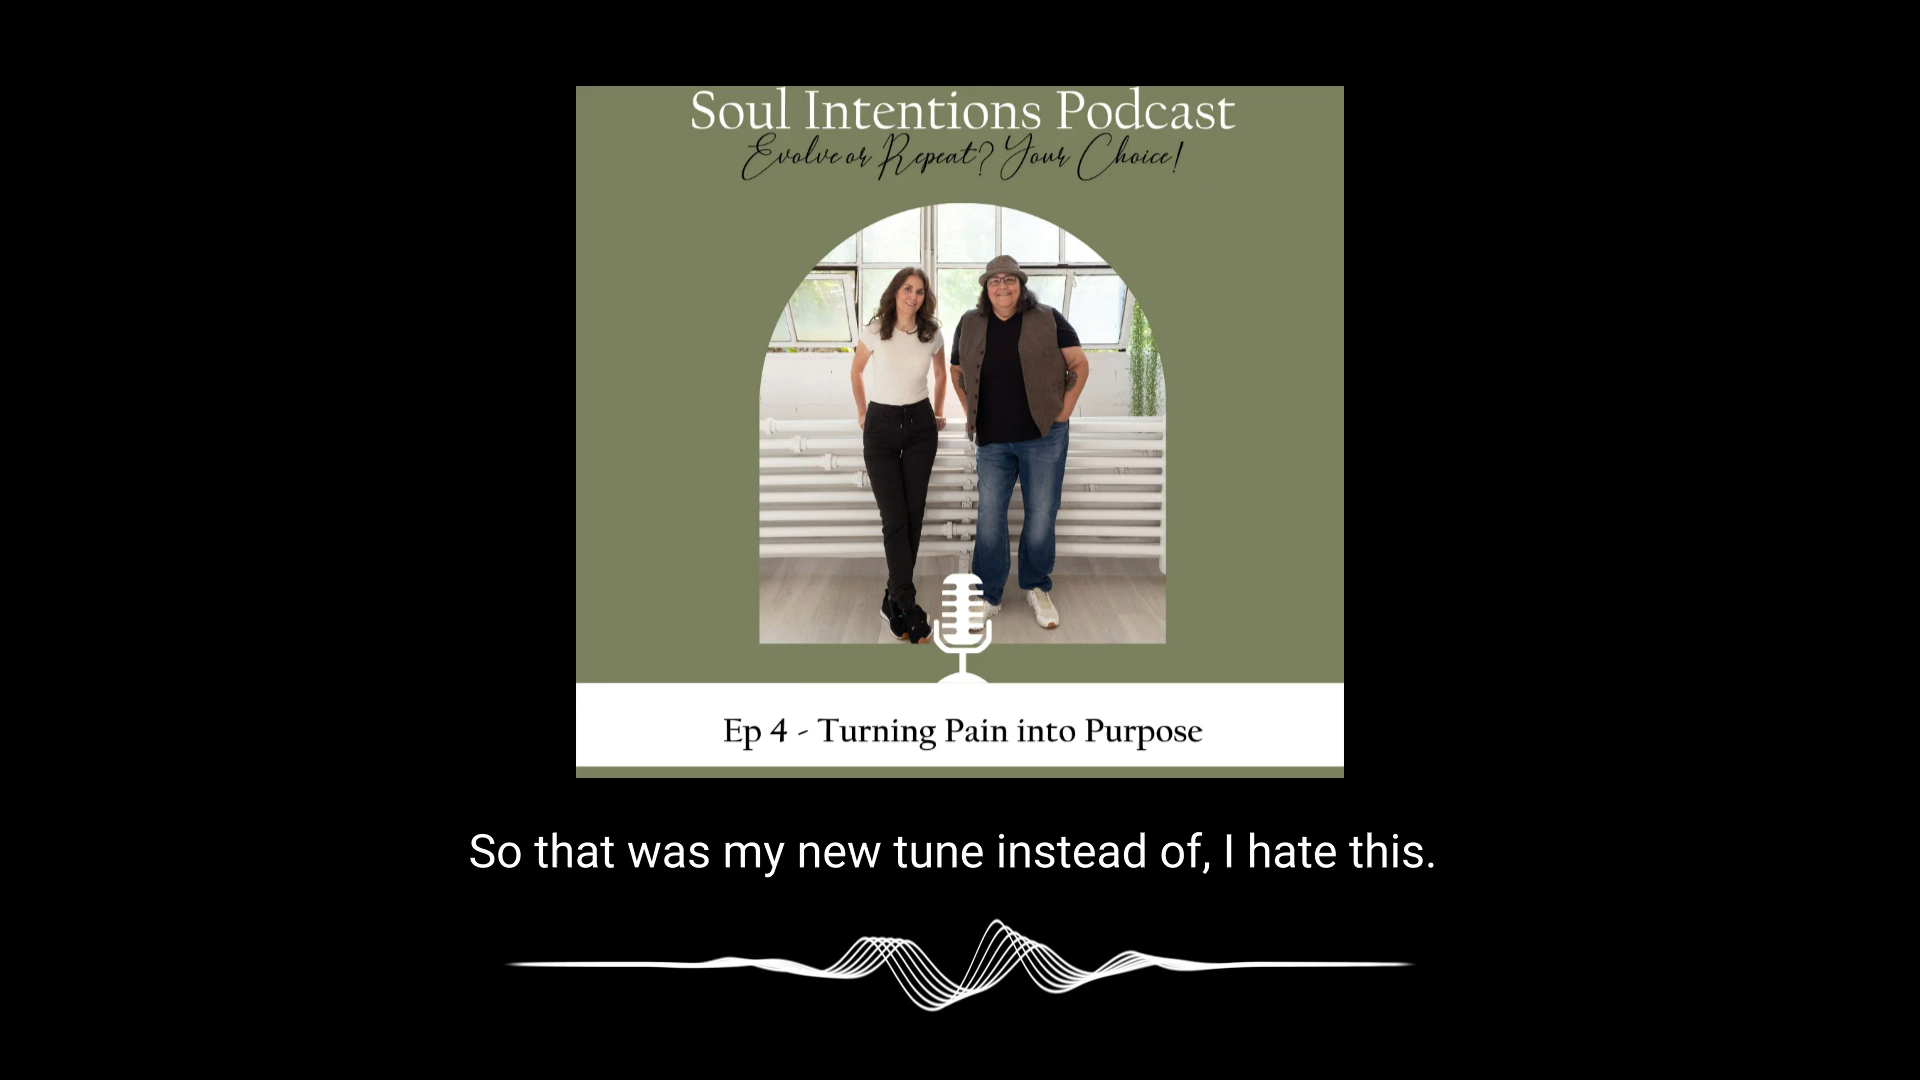 Soul Intentions Podcast
Evolve or Repeat? Your Choice!
Ep 4 - Turning Pain into Purpose
So that was my new tune instead of, I hate this.